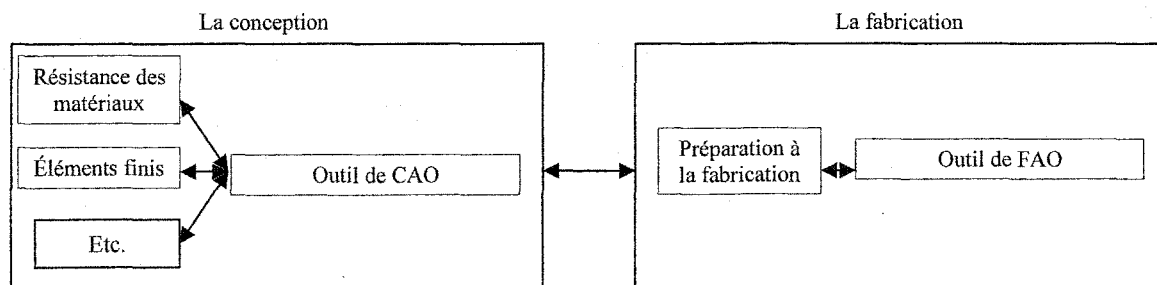 La conception
La fabrication
Résistance des
matériaux
Éléments finis
Etc.
Outil de CAO
Préparation à
la fabrication
Outil de FAO